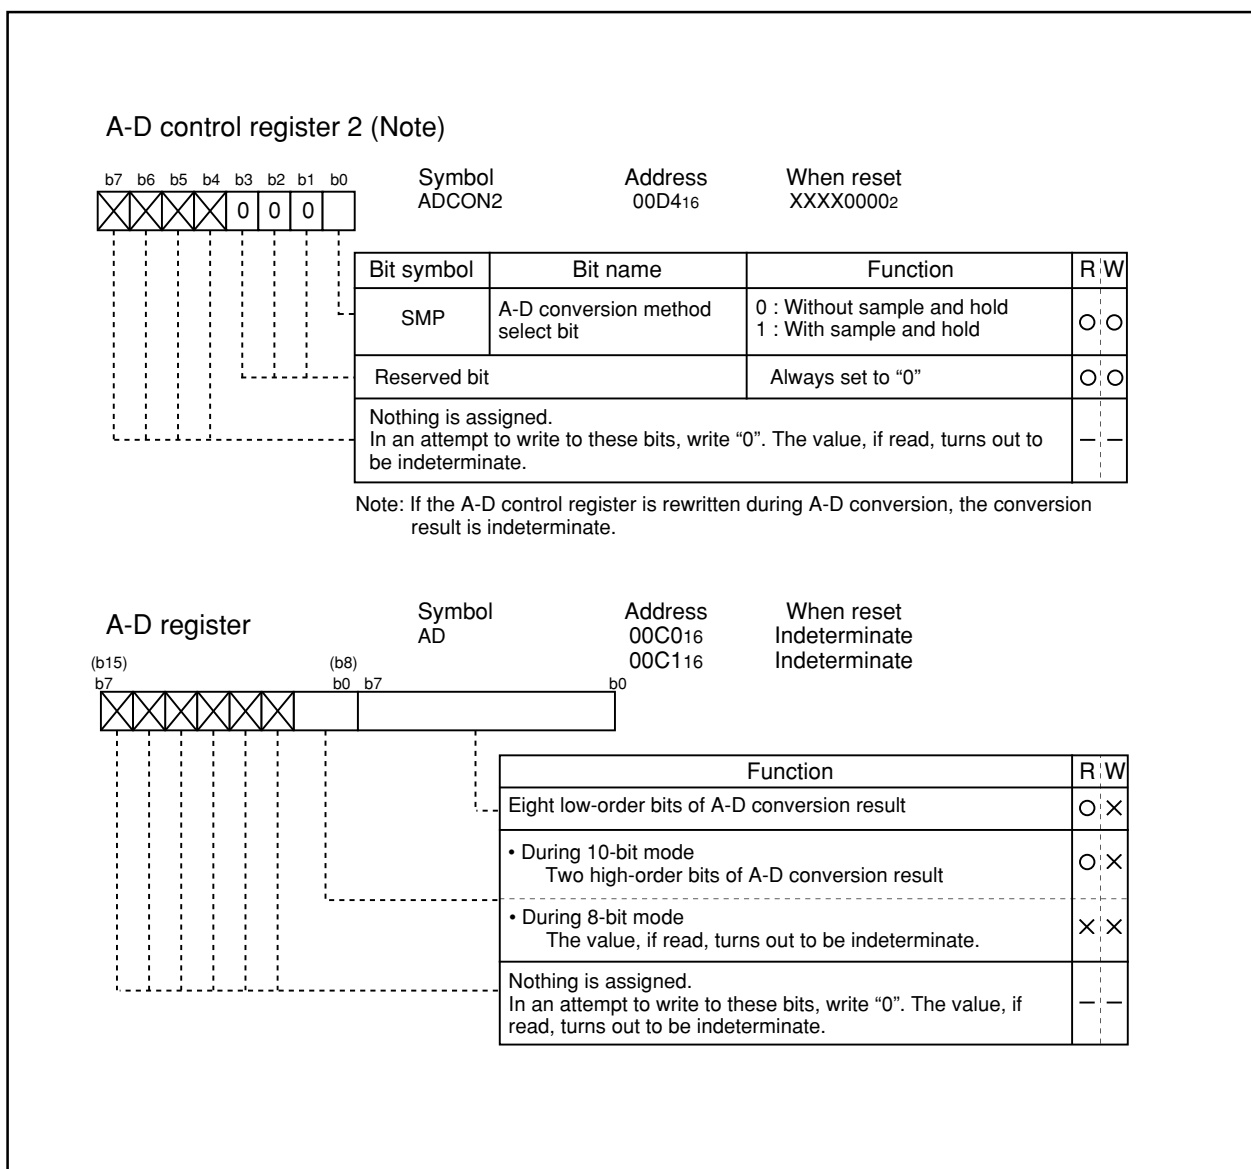 A-D control register 2 (Note)
b7 b6 b5 b4 b3 b2 b1 b0
0 0 0
Symbol Address When reset
ADCON2 00D416 XXXX00002
Bit symbol Bit name Function R W
SMP A-D conversion method select bit 0 : Without sample and hold
1 : With sample and hold
Reserved bit Always set to “0”
Nothing is assigned.
In an attempt to write to these bits, write “0”. The value, if read, turns out to
be indeterminate.
Note: If the A-D control register is rewritten during A-D conversion, the conversion
result is indeterminate.
A-D register
Symbol Address When reset
AD 00C016 Indeterminate
00C116 Indeterminate
(b15) (b8)
b7 b0 b7 b0
Function R W
Eight low-order bits of A-D conversion result
• During 10-bit mode
Two high-order bits of A-D conversion result
• During 8-bit mode
The value, if read, turns out to be indeterminate.
Nothing is assigned.
In an attempt to write to these bits, write “0”. The value, if
read, turns out to be indeterminate.